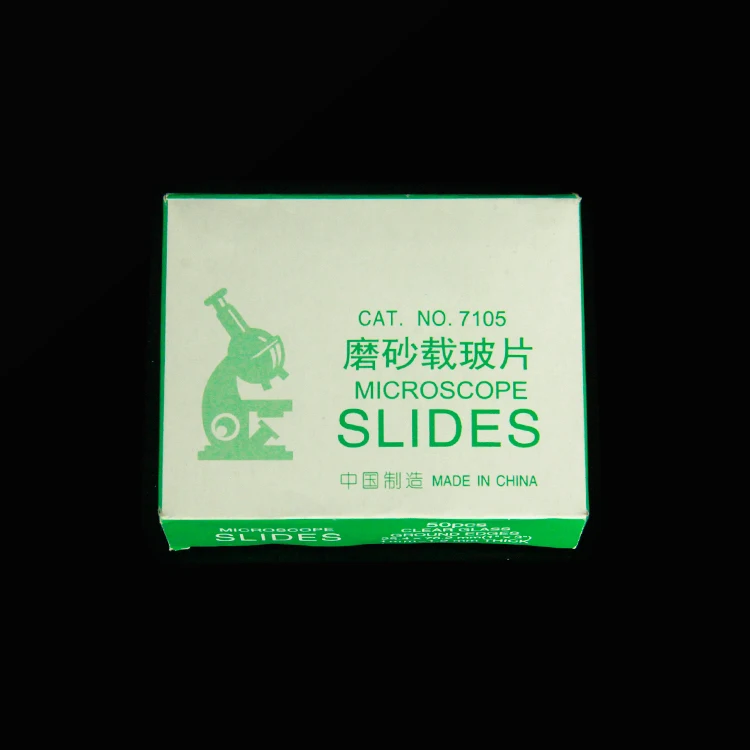 CAT. NO. 7105
磨砂载玻片
MICROSCOPE
SLIDES
中国制造 MADE IN CHINA
MICROSCOPE
SLIDES
50pcs
CLEAR GLASS
GROUND EDGES
THICK